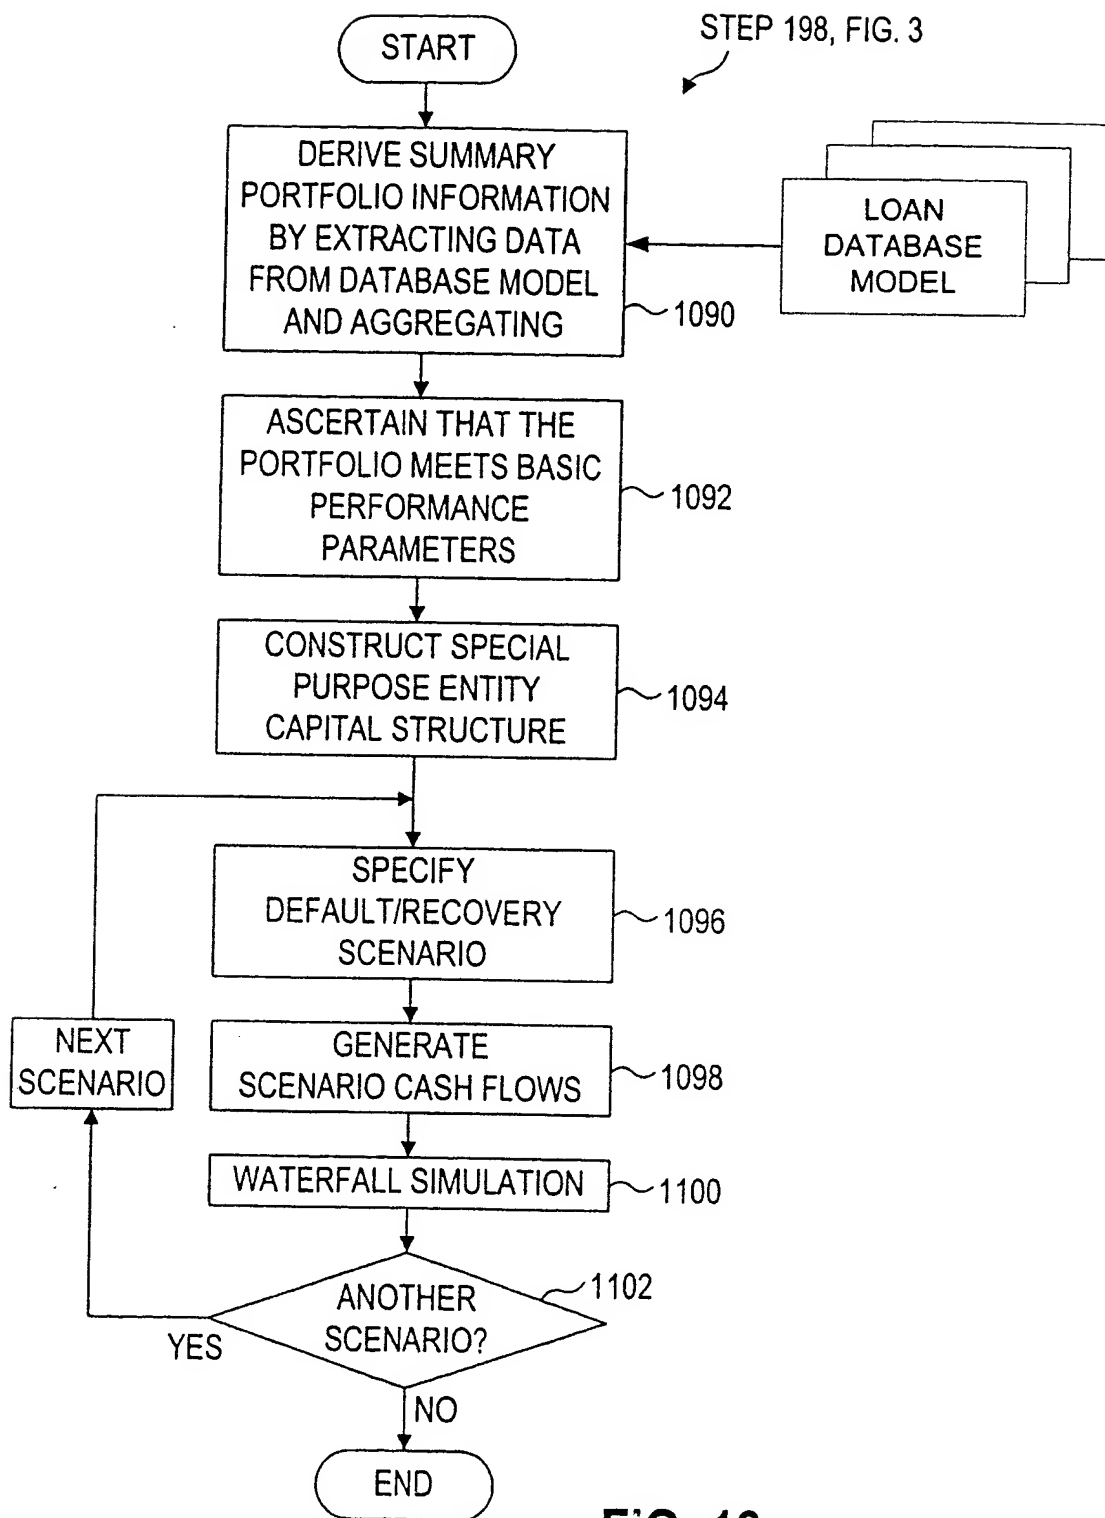 START
STEP 198, FIG. 3
DERIVE SUMMARY
PORTFOLIO INFORMATION
BY EXTRACTING DATA
FROM DATABASE MODEL
AND AGGREGATING
1090
LOAN
DATABASE
MODEL
ASCERTAIN THAT THE
PORTFOLIO MEETS BASIC
PERFORMANCE
PARAMETERS
1092
CONSTRUCT SPECIAL
PURPOSE ENTITY
CAPITAL STRUCTURE
1094
SPECIFY
DEFAULT/RECOVERY
SCENARIO
1096
NEXT
SCENARIO
GENERATE
SCENARIO CASH FLOWS
1098
WATERFALL SIMULATION
1100
ANOTHER
SCENARIO?
1102
YES
NO
END